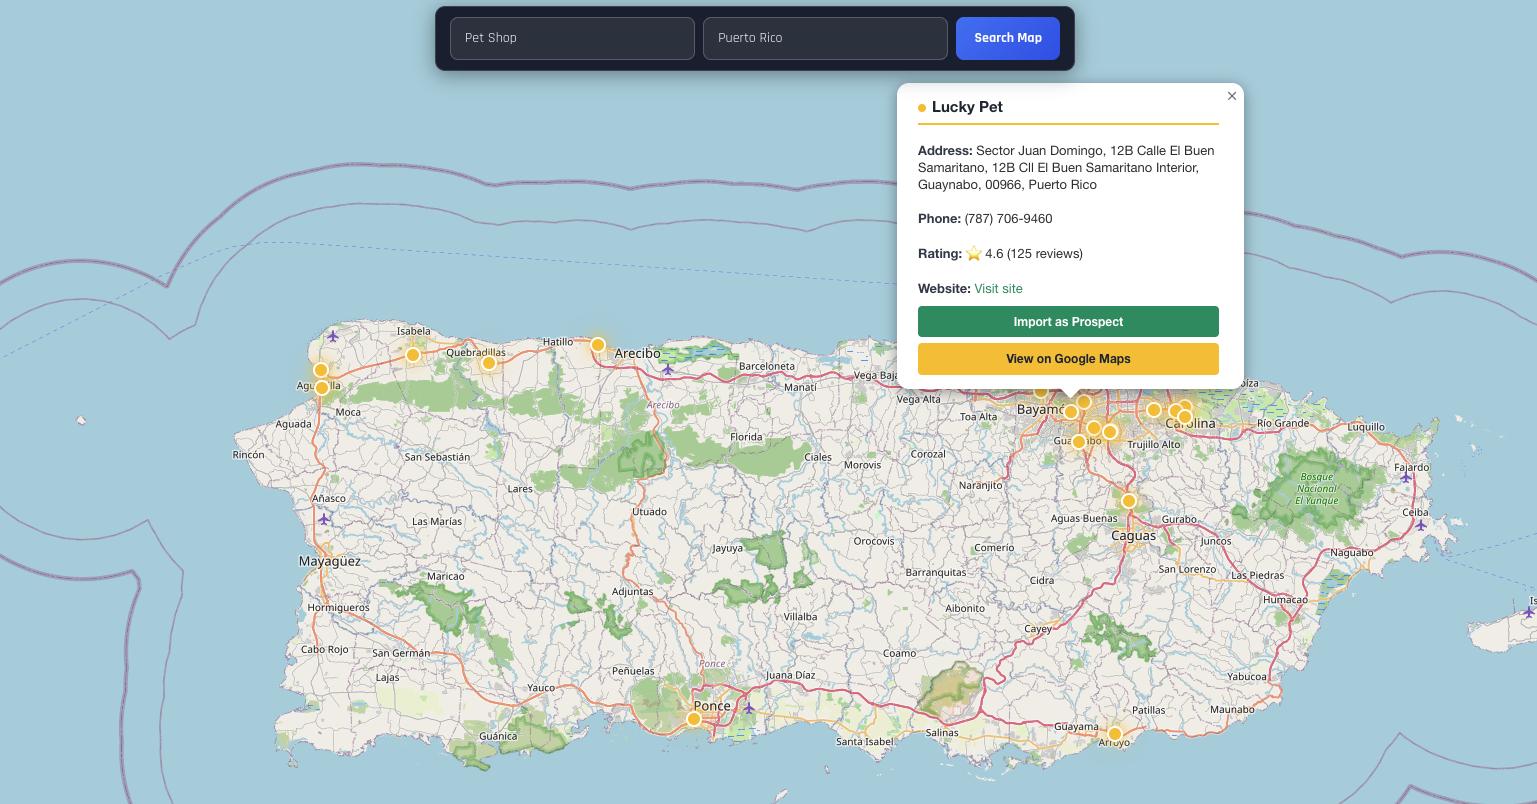 Pet Shop
Puerto Rico
Search Map
×
Lucky Pet
Address: Sector Juan Domingo, 12B Calle El Buen
Samaritano, 12B Cll El Buen Samaritano Interior,
Guaynabo, 00966, Puerto Rico
Phone: (787) 706-9460
Rating: ⭐ 4.6 (125 reviews)
Website: Visit site
Import as Prospect
View on Google Maps
Isabela
Hatillo
Quebradillas
Arecibo
Barceloneta
Manatí
Vega Baja
Vega Alta
Moca
Arecibo
Toa Alta
Carolina
Río Grande
Luquillo
Aguada
Florida
Trujillo Alto
Rincón
San Sebastián
Ciales
Morovis
Corozal
Fajardo
Lares
Naranjito
Bosque
Nacional
El Yunque
Añasco
Utuado
Las Marías
Aguas Buenas
Gurabo
Ceiba
Caguas
Orocovis
Juncos
Jayuya
Comerío
Naguabo
Mayagüez
San Lorenzo
Las Piedras
Maricao
Barranquitas
Cidra
Adjuntas
Humacao
Hormigueros
Aibonito
Villalba
Cayey
Cabo Rojo
San Germán
Coamo
Ponce
Peñuelas
Juana Díaz
Lajas
Yabucoa
Yauco
Ponce
Patillas
Maunabo
Guayama
Salinas
Guánica
Santa Isabel
Arroyo